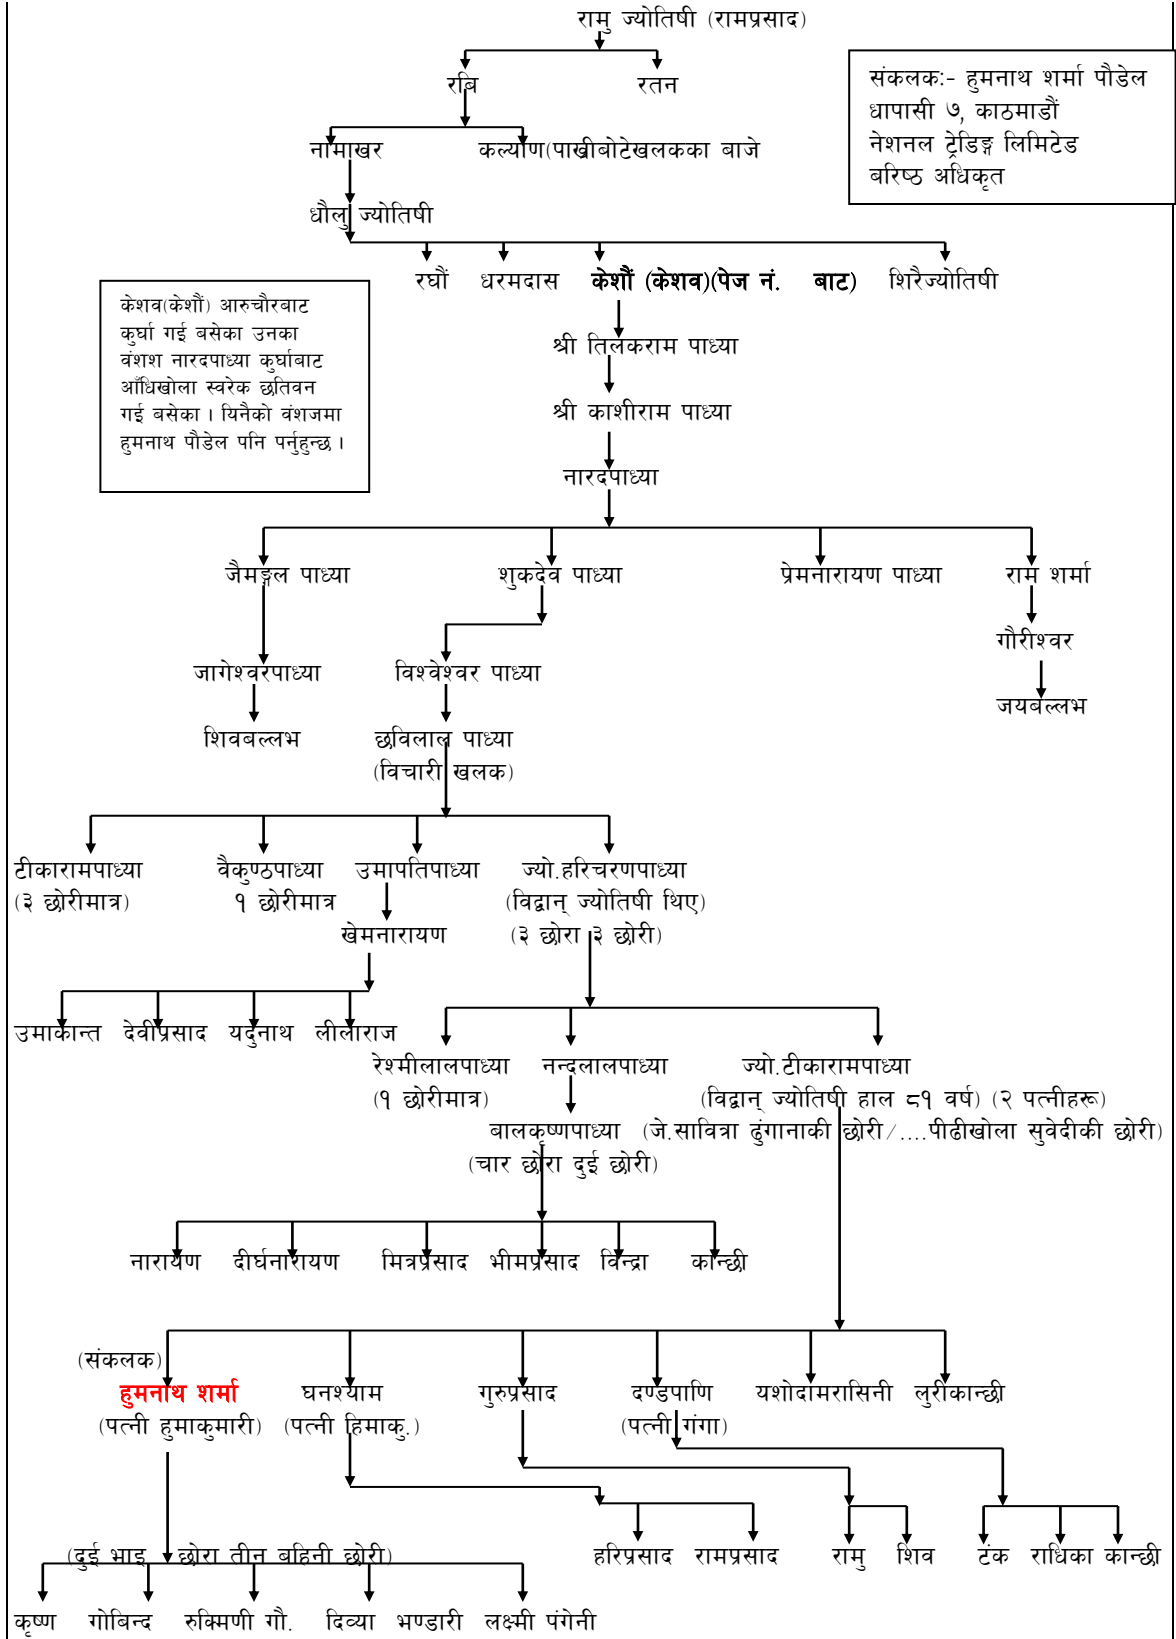 रामु ज्योतिषी (रामप्रसाद)
रबि रतन
संकलक:- हुमनाथ शर्मा पौडेल
धापासी ७, काठमाडौं
नेशनल ट्रेडिङ्ग लिमिटेड
बरिष्ठ अधिकृत
नामाखर कल्याण(पाख्रीबोटेखलकका बाजे
धौलु ज्योतिषी
रघौं धरमदास केशौं (केशव)(पेज नं. बाट) शिरैज्योतिषी
केशव(केशौं) आरुचौरबाट
कुर्घा गई बसेका उनका
वंशश नारदपाध्या कुर्घाबाट
आँधिखोला स्वरेक छतिवन
गई बसेका । यिनैको वंशजमा
हुमनाथ पौडेल पनि पर्नुहुन्छ ।
श्री तिलकराम पाध्या
श्री काशीराम पाध्या
नारदपाध्या
जैमङ्गल पाध्या शुकदेव पाध्या प्रेमनारायण पाध्या राम शर्मा
गौरीश्वर
जागेश्वरपाध्या विश्वेश्वर पाध्या
जयबल्लभ
शिवबल्लभ छविलाल पाध्या
(विचारी खलक)
टीकारामपाध्या वैकुण्ठपाध्या उमापतिपाध्या ज्यो.हरिचरणपाध्या
(३ छोरीमात्र) १ छोरीमात्र (विद्वान् ज्योतिषी थिए)
खेमनारायण (३ छोरा ३ छोरी)
उमाकान्त देवीप्रसाद यदुनाथ लीलाराज
रेश्मीलालपाध्या नन्दलालपाध्या ज्यो.टीकारामपाध्या
(१ छोरीमात्र) (विद्वान् ज्योतिषी हाल ८१ वर्ष) (२ पत्नीहरू)
बालकृष्णपाध्या (जे.सावित्रा ढुंगानाकी छोरी/....पीढीखोला सुवेदीकी छोरी)
(चार छोरा दुई छोरी)
नारायण दीर्घनारायण मित्रप्रसाद भीमप्रसाद विन्द्रा कान्छी
(संकलक)
हुमनाथ शर्मा घनश्याम गुरुप्रसाद दण्डपाणि यशोदामरासिनी लुरीकान्छी
(पत्नी हुमाकुमारी) (पत्नी हिमाकु.) (पत्नी गंगा)
(दुई भाइ छोरा तीन बहिनी छोरी) हरिप्रसाद रामप्रसाद रामु शिव टंक राधिका कान्छी
कृष्ण गोबिन्द रुक्मिणी गौ. दिव्या भण्डारी लक्ष्मी पंगेनी